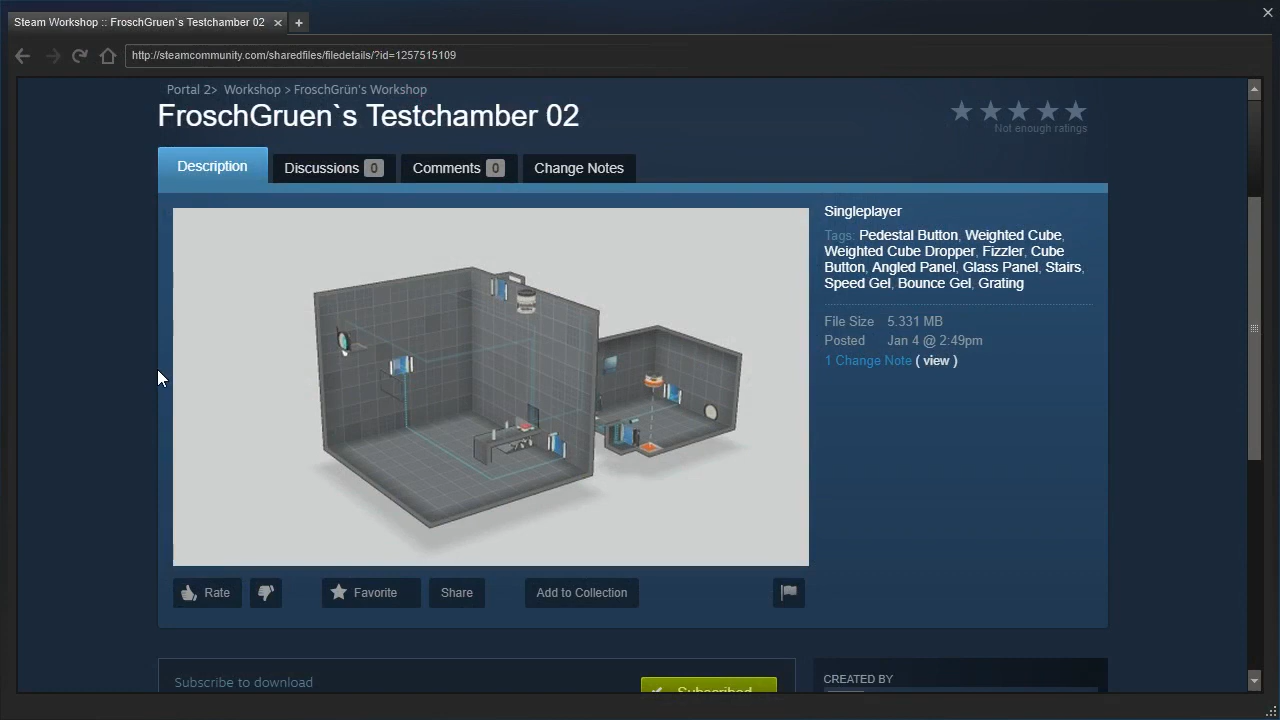 Steam Workshop :: FroschGruen`s Testchamber 02
http://steamcommunity.com/sharedfiles/filedetails/?id=1257515109
Portal 2> Workshop > FroschGrün's Workshop
FroschGruen`s Testchamber 02
Not enough ratings
Description
Discussions 0
Comments 0
Change Notes
Singleplayer
Tags: Pedestal Button, Weighted Cube,
Weighted Cube Dropper, Fizzler, Cube
Button, Angled Panel, Glass Panel, Stairs,
Speed Gel, Bounce Gel, Grating
File Size 5.331 MB
Posted Jan 4 @ 2:49pm
1 Change Note ( view )
Rate
Favorite
Share
Add to Collection
Subscribe to download
Subscribed
CREATED BY